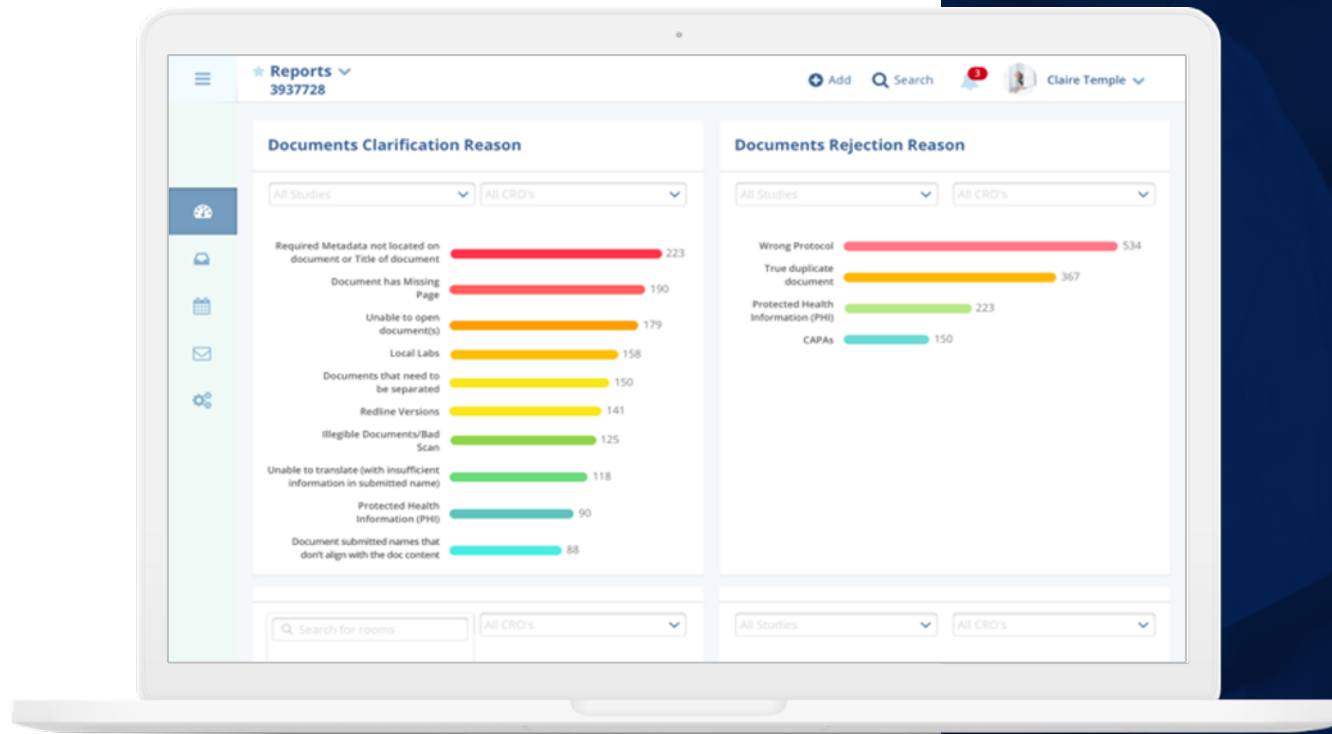 Reports
3937728
Add
Search
3
Claire Temple
Documents Clarification Reason
All Studies
All CRO's
Required Metadata not located on
document or Title of document
223
Document has Missing
Page
190
Unable to open
document(s)
179
Local Labs
158
Documents that need to
be separated
150
Redline Versions
141
Illegible Documents/Bad
Scan
125
Unable to translate (with insufficient
information in submitted name)
118
Protected Health
Information (PHI)
90
Document submitted names that
don't align with the doc content
88
Documents Rejection Reason
All Studies
All CRO's
Wrong Protocol
534
True duplicate
document
367
Protected Health
Information (PHI)
223
CAPAs
150
Search for rooms
All CRO's
All Studies
All CRO's